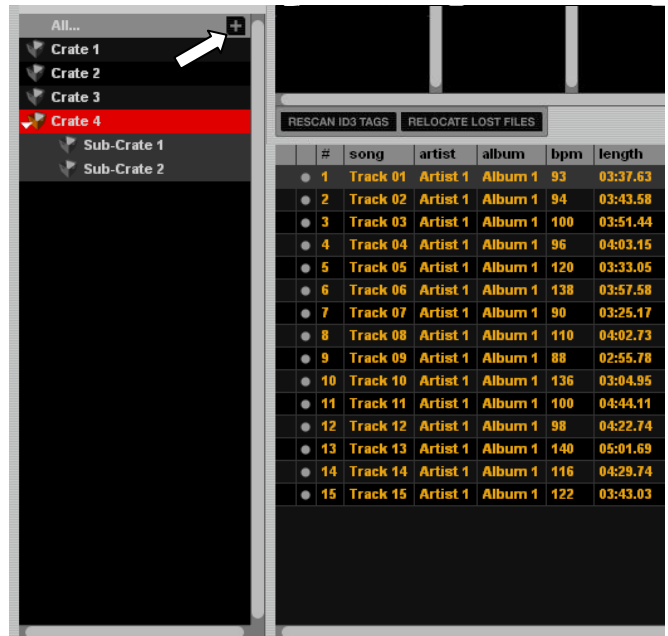 All...
Crate 1
Crate 2
Crate 3
Crate 4
Sub-Crate 1
Sub-Crate 2
RESCAN ID3 TAGS RELOCATE LOST FILES
# song artist album bpm length
1 Track 01 Artist 1 Album 1 93 03:37.63
2 Track 02 Artist 1 Album 1 94 03:43.58
3 Track 03 Artist 1 Album 1 100 03:51.44
4 Track 04 Artist 1 Album 1 96 04:03.15
5 Track 05 Artist 1 Album 1 120 03:33.05
6 Track 06 Artist 1 Album 1 138 03:57.58
7 Track 07 Artist 1 Album 1 90 03:25.17
8 Track 08 Artist 1 Album 1 110 04:02.73
9 Track 09 Artist 1 Album 1 88 02:55.78
10 Track 10 Artist 1 Album 1 136 03:04.95
11 Track 11 Artist 1 Album 1 100 04:44.11
12 Track 12 Artist 1 Album 1 98 04:22.74
13 Track 13 Artist 1 Album 1 140 05:01.69
14 Track 14 Artist 1 Album 1 116 04:29.74
15 Track 15 Artist 1 Album 1 122 03:43.03